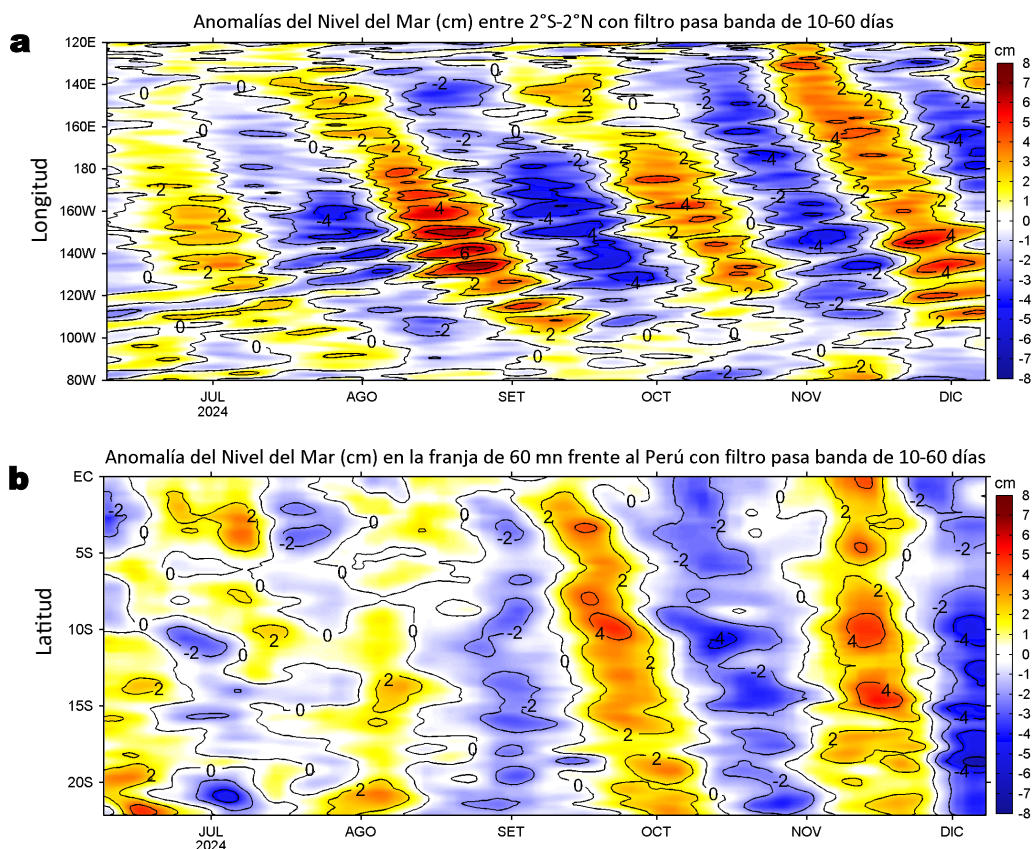 a
Anomalías del Nivel del Mar (cm) entre 2°S-2°N con filtro pasa banda de 10-60 días
Longitud
120E
140E
160E
180
160W
140W
120W
100W
80W
JUL
2024
AGO
SET
OCT
NOV
DIC
cm
8
7
6
5
4
3
2
1
0
-1
-2
-3
-4
-5
-6
-7
-8
b
Anomalía del Nivel del Mar (cm) en la franja de 60 mn frente al Perú con filtro pasa banda de 10-60 días
Latitud
EC
5S
10S
15S
20S
JUL
2024
AGO
SET
OCT
NOV
DIC
cm
8
7
6
5
4
3
2
1
0
-1
-2
-3
-4
-5
-6
-7
-8